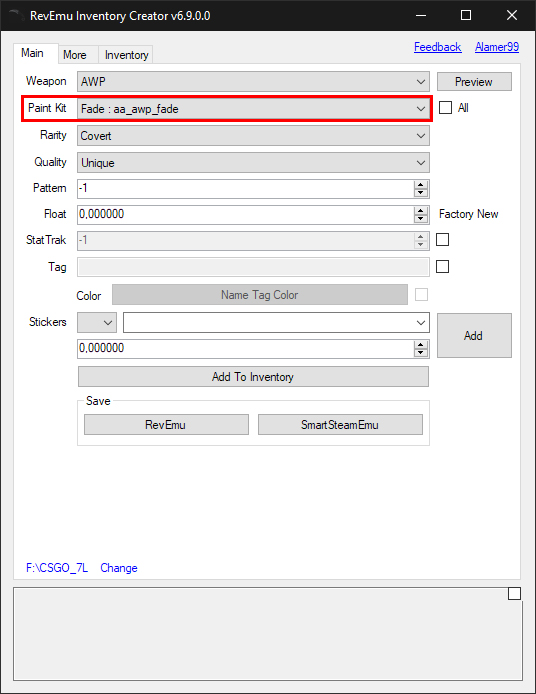 RevEmu Inventory Creator v6.9.0.0
Main More Inventory Feedback Alamer99
Weapon AWP Preview
Paint Kit Fade : aa_awp_fade All
Rarity Covert
Quality Unique
Pattern -1
Float 0,000000 Factory New
StatTrak -1
Tag
Color Name Tag Color
Stickers Add
0,000000
Add To Inventory
Save
RevEmu SmartSteamEmu
F:\CSGO_7L Change